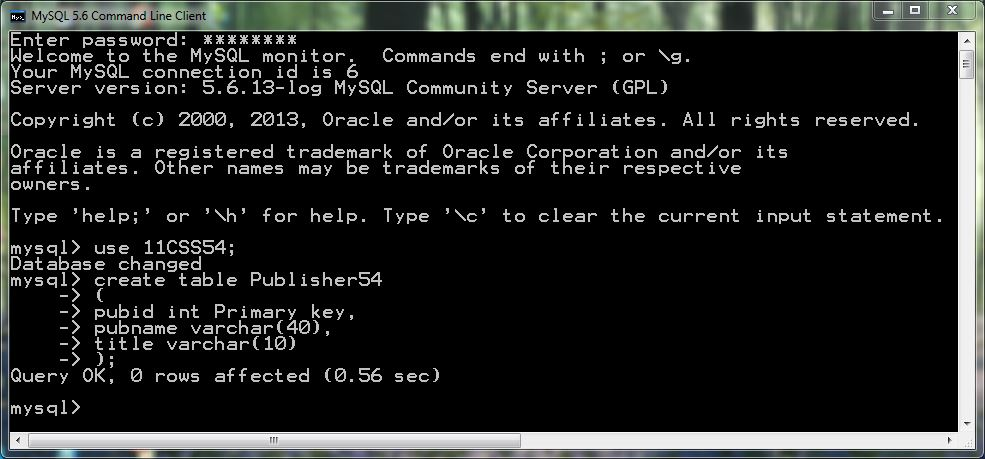 MySQL 5.6 Command Line Client
Enter password: ********
Welcome to the MySQL monitor.  Commands end with ; or \g.
Your MySQL connection id is 6
Server version: 5.6.13-log MySQL Community Server (GPL)
Copyright (c) 2000, 2013, Oracle and/or its affiliates. All rights reserved.
Oracle is a registered trademark of Oracle Corporation and/or its
affiliates. Other names may be trademarks of their respective
owners.
Type 'help;' or '\h' for help. Type '\c' to clear the current input statement.
mysql> use 11CSS54;
Database changed
mysql> create table Publisher54
    -> (
    -> pubid int Primary key,
    -> pubname varchar(40),
    -> title varchar(10)
    -> );
Query OK, 0 rows affected (0.56 sec)
mysql>